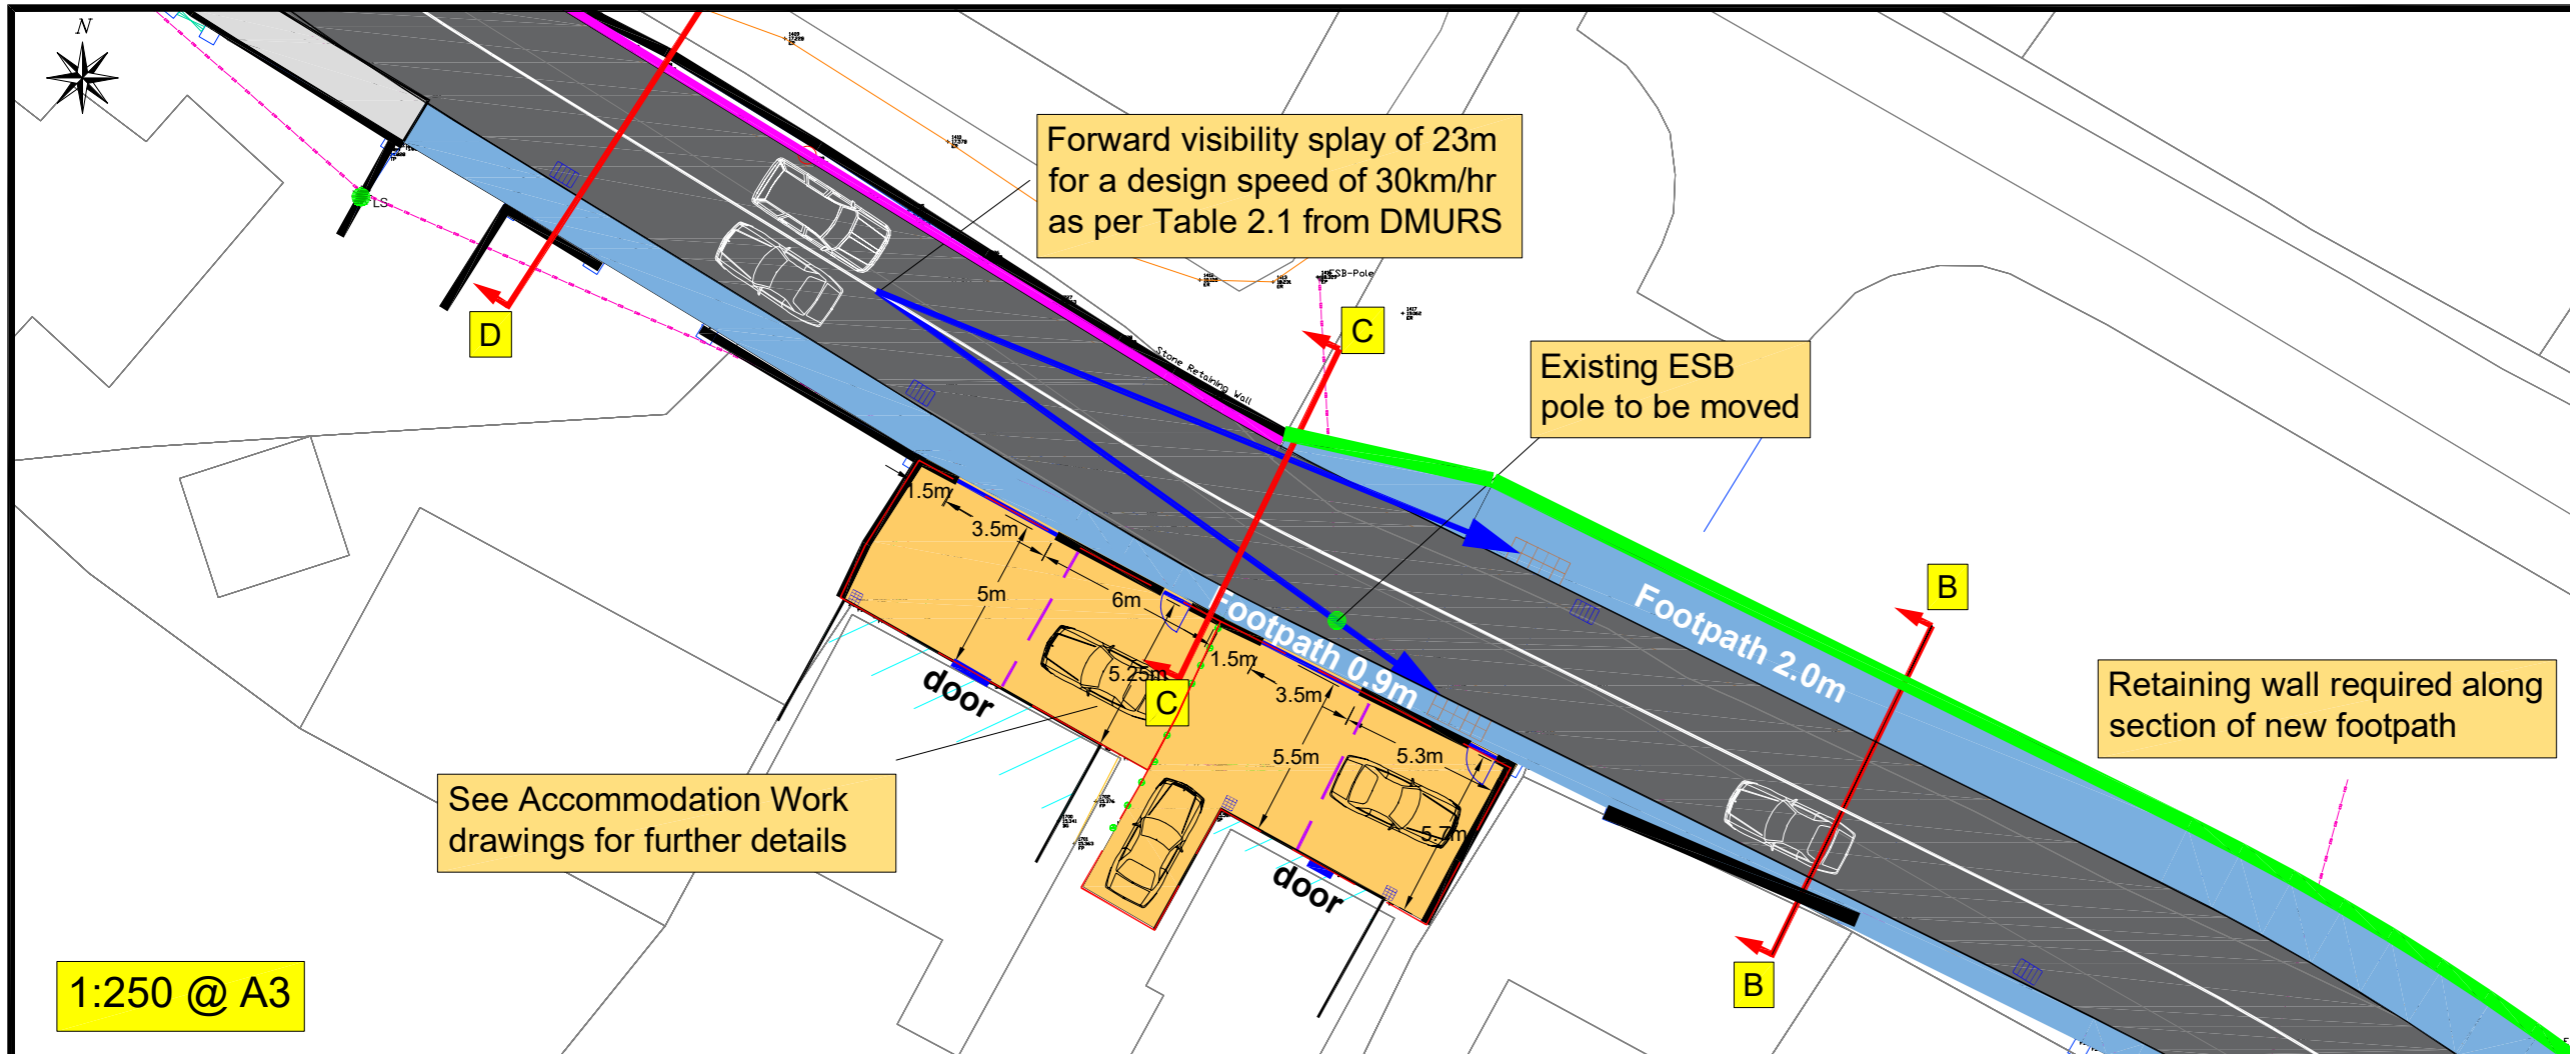 N
Forward visibility splay of 23m
for a design speed of 30km/hr
as per Table 2.1 from DMURS
LS
ESB-Pole
D
C
Stone Retaining Wall
Existing ESB
pole to be moved
1.5m
3.5m
5m
6m
B
Footpath 2.0m
Footpath 0.9m
1.5m
5.25m
door
C
3.5m
Retaining wall required along
section of new footpath
5.5m
5.3m
See Accommodation Work
drawings for further details
5.7m
door
B
1:250 @ A3